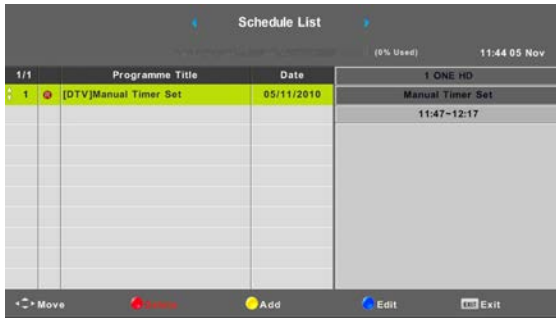 Schedule List
(0% Used) 11:44 05 Nov
1/1 Programme Title Date 1 ONE HD
1 [DTV]Manual Timer Set 05/11/2010 Manual Timer Set
11:47~12:17
Move Delete Add Edit EXIT Exit